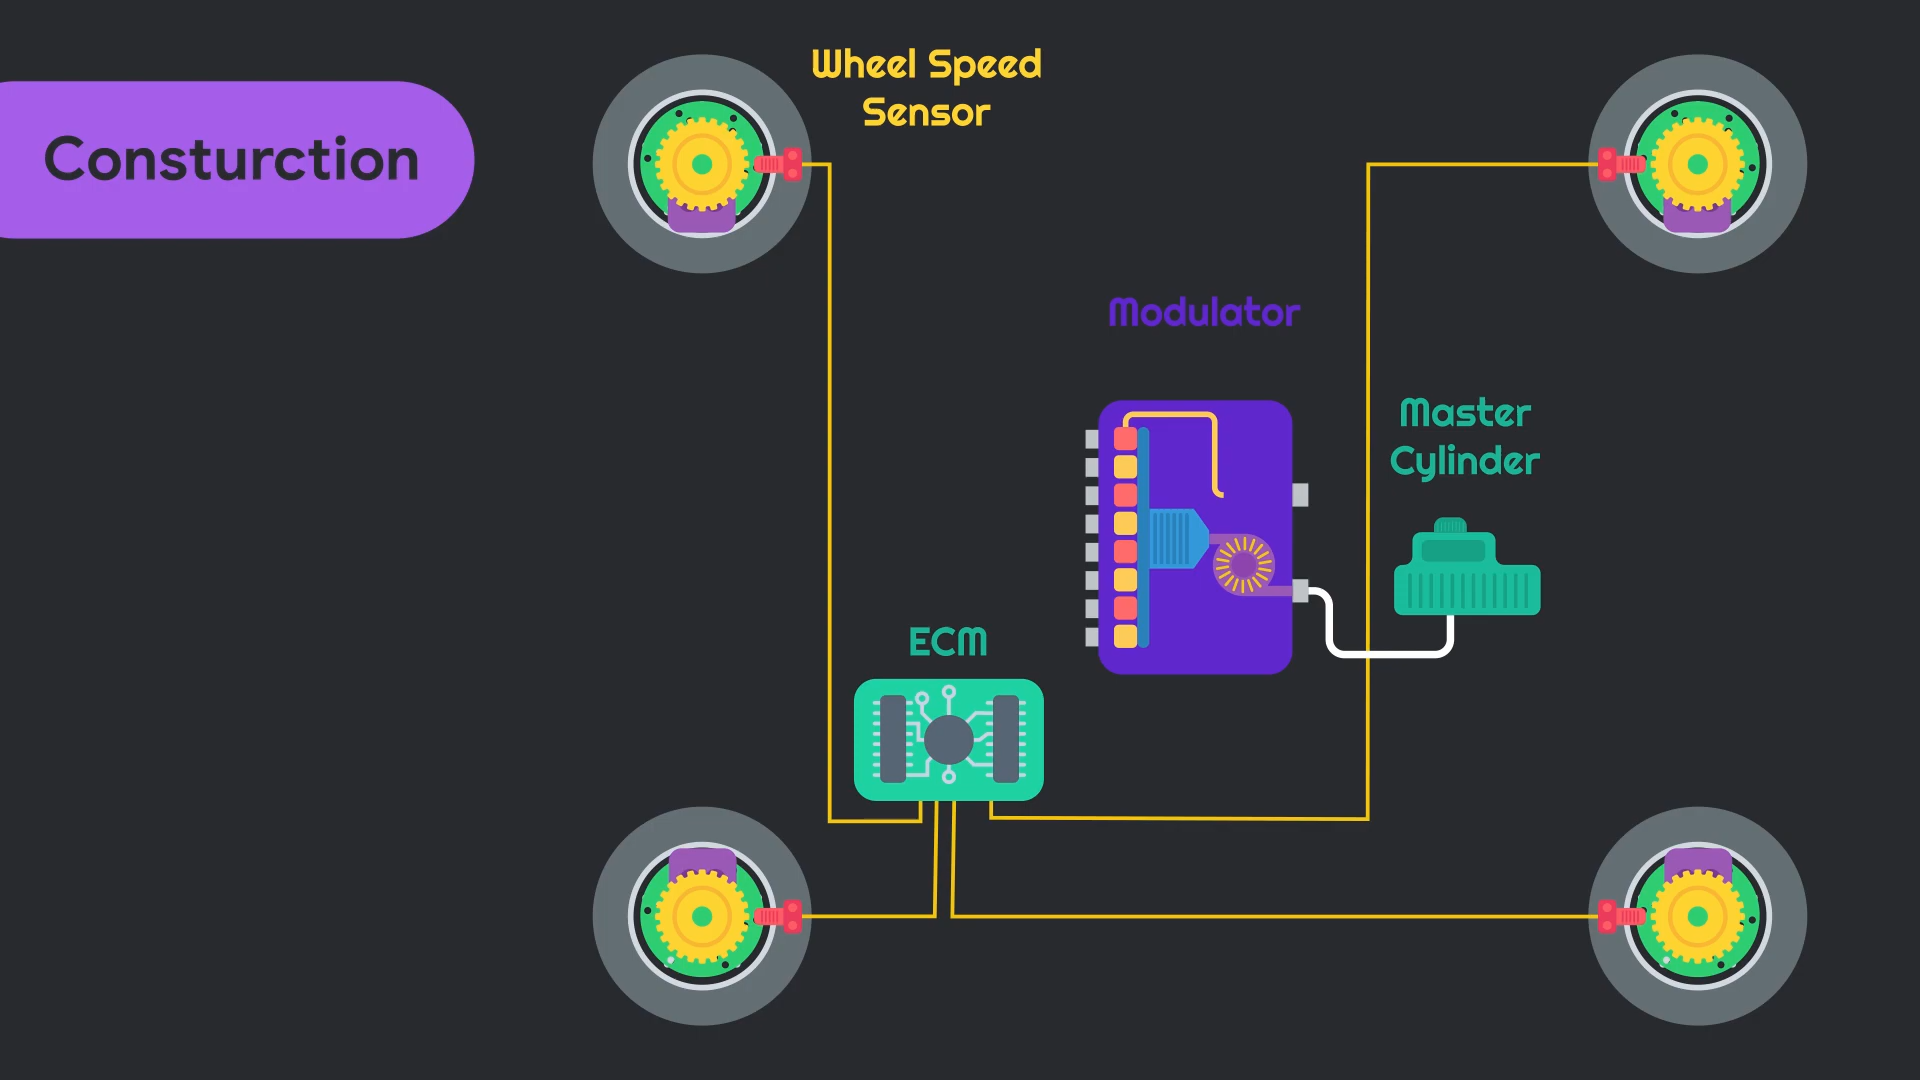 Wheel Speed
Sensor
Consturction
Modulator
Master
Cylinder
ECM